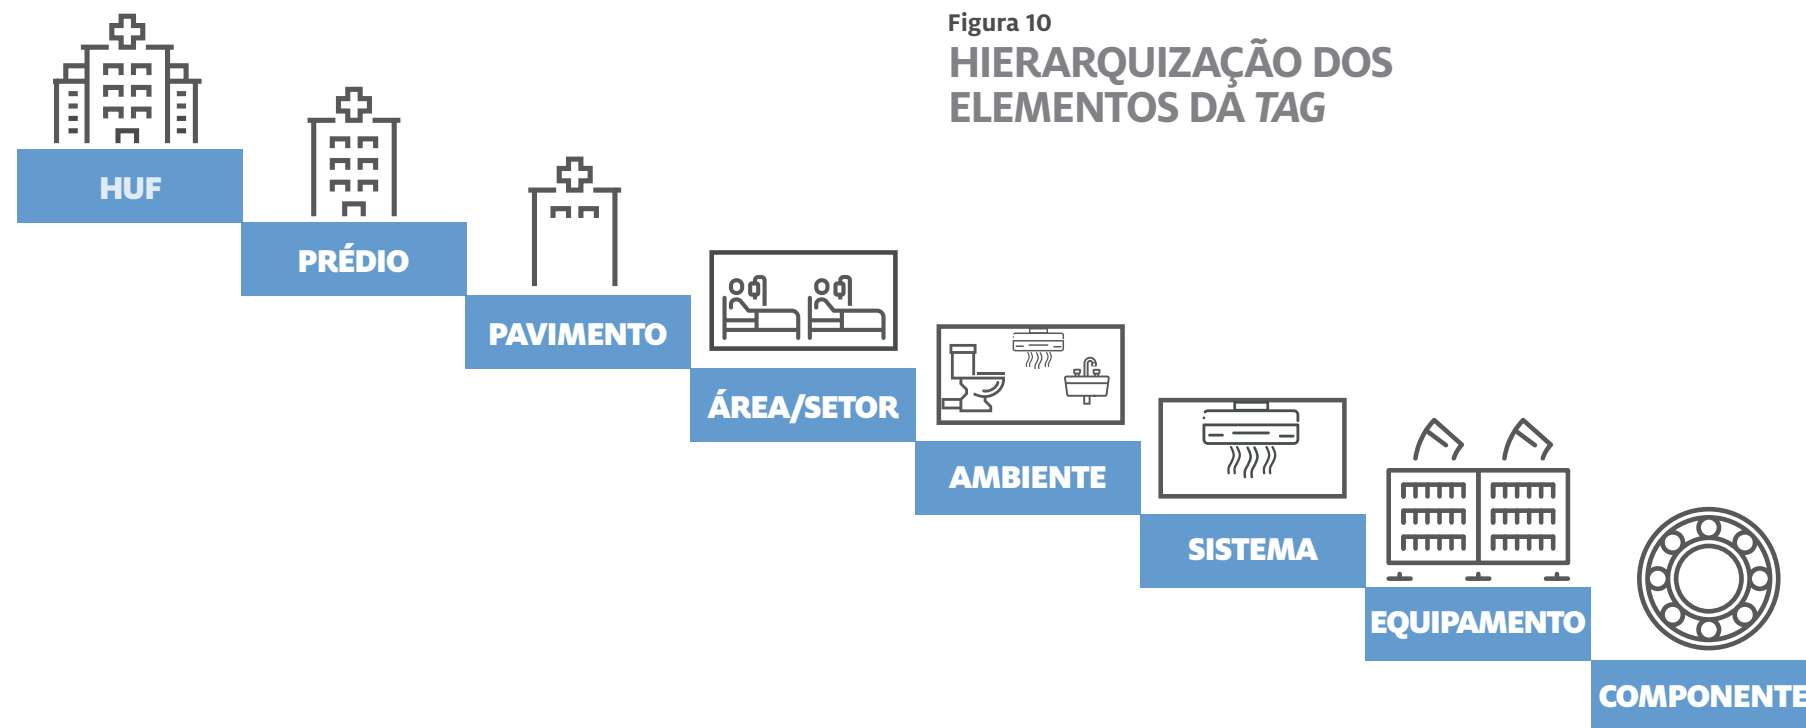 Figura 10
HIERARQUIZAÇÃO DOS
ELEMENTOS DA TAG
HUF
PRÉDIO
PAVIMENTO
ÁREA/SETOR
AMBIENTE
SISTEMA
EQUIPAMENTO
COMPONENTE